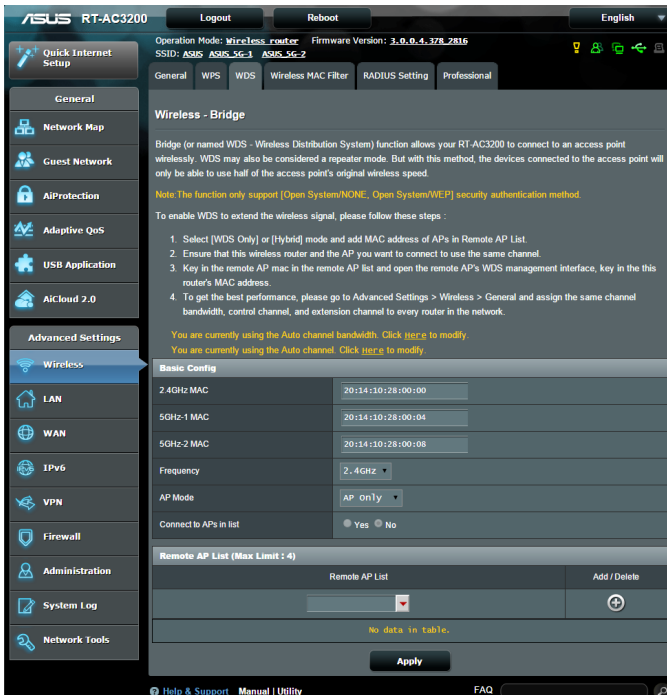 ASUS RT-AC3200
Logout
Reboot
English
Quick Internet Setup
Operation Mode: Wireless router Firmware Version: 3.0.0.4.378_2816
SSID: ASUS ASUS_5G-1 ASUS_5G-2
General
WPS
WDS
Wireless MAC Filter
RADIUS Setting
Professional
General
Network Map
Guest Network
AiProtection
Adaptive QoS
USB Application
AiCloud 2.0
Advanced Settings
Wireless
LAN
WAN
IPv6
VPN
Firewall
Administration
System Log
Network Tools
Wireless - Bridge
Bridge (or named WDS - Wireless Distribution System) function allows your RT-AC3200 to connect to an access point
wirelessly. WDS may also be considered a repeater mode. But with this method, the devices connected to the access point will
only be able to use half of the access point's original wireless speed.
Note:The function only support [Open System/NONE, Open System/WEP] security authentication method.
To enable WDS to extend the wireless signal, please follow these steps :
1. Select [WDS Only] or [Hybrid] mode and add MAC address of APs in Remote AP List.
2. Ensure that this wireless router and the AP you want to connect to use the same channel.
3. Key in the remote AP mac in the remote AP list and open the remote AP's WDS management interface, key in the this
router's MAC address.
4. To get the best performance, please go to Advanced Settings > Wireless > General and assign the same channel
bandwidth, control channel, and extension channel to every router in the network.
You are currently using the Auto channel bandwidth. Click Here to modify.
You are currently using the Auto channel. Click Here to modify.
Basic Config
2.4GHz MAC 20:14:10:28:00:00
5GHz-1 MAC 20:14:10:28:00:04
5GHz-2 MAC 20:14:10:28:00:08
Frequency 2.4GHz
AP Mode AP Only
Connect to APs in list Yes No
Remote AP List (Max Limit : 4)
Remote AP List Add / Delete
No data in table.
Apply
Help & Support Manual | Utility FAQ